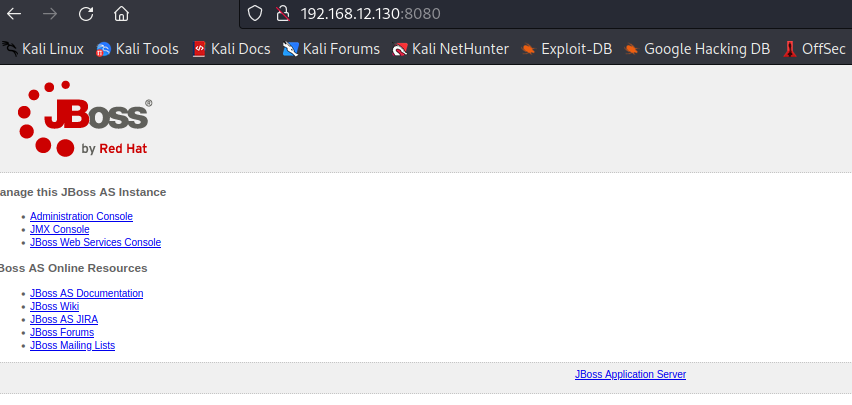 192.168.12.130:8080
Kali Linux Kali Tools Kali Docs Kali Forums Kali NetHunter Exploit-DB Google Hacking DB OffSec
JBoss®
by Red Hat
anage this JBoss AS Instance
Administration Console
JMX Console
JBoss Web Services Console
Boss AS Online Resources
JBoss AS Documentation
JBoss Wiki
JBoss AS JIRA
JBoss Forums
JBoss Mailing Lists
JBoss Application Server